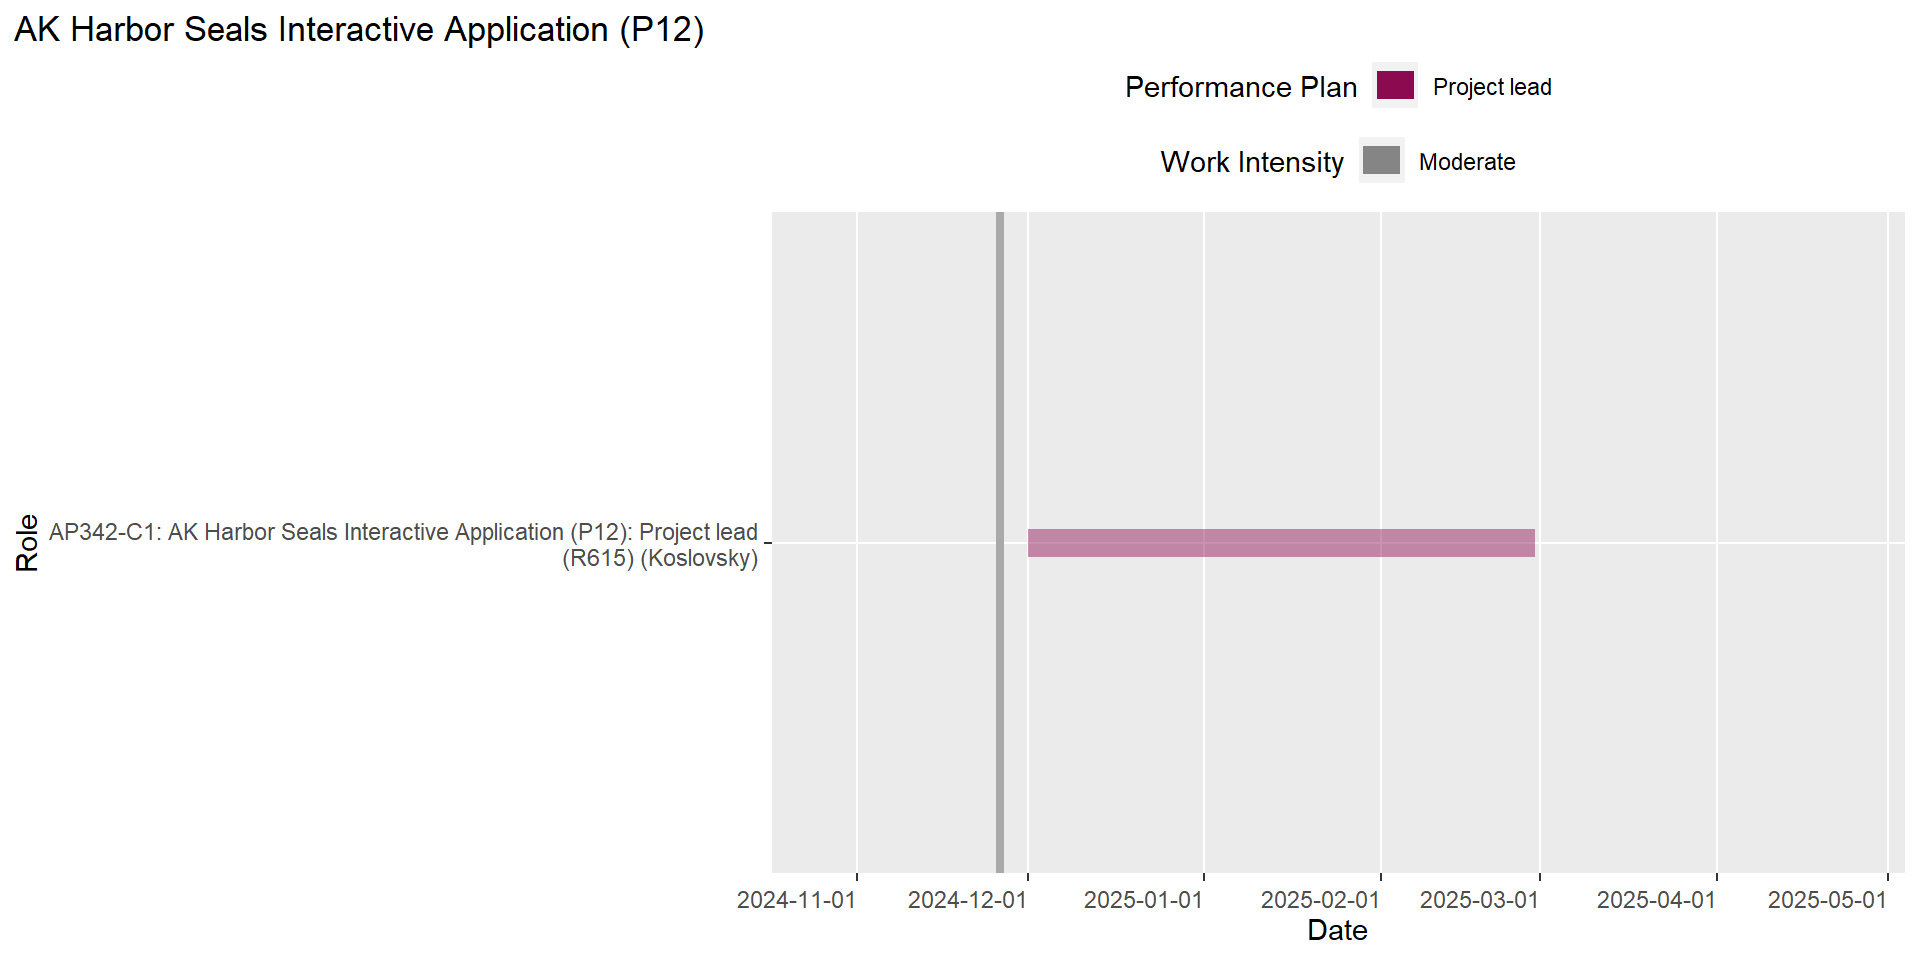 AK Harbor Seals Interactive Application (P12)
Performance Plan
Project lead
Work Intensity
Moderate
Role
AP342-C1: AK Harbor Seals Interactive Application (P12): Project lead
(R615) (Koslovsky)
2024-11-01
2024-12-01
2025-01-01
2025-02-01
2025-03-01
2025-04-01
2025-05-01
Date